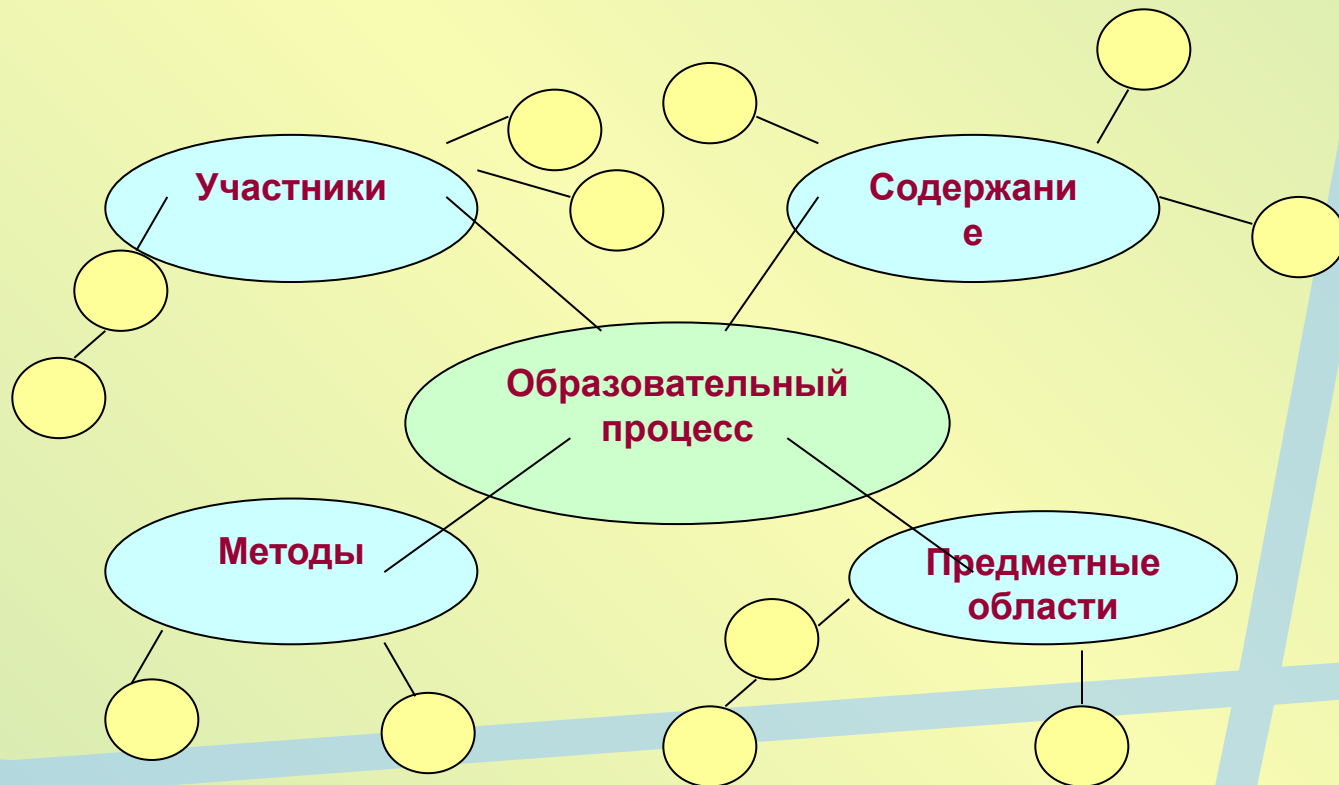 Участники
Содержани
е
Образовательный
процесс
Методы
Предметные
области